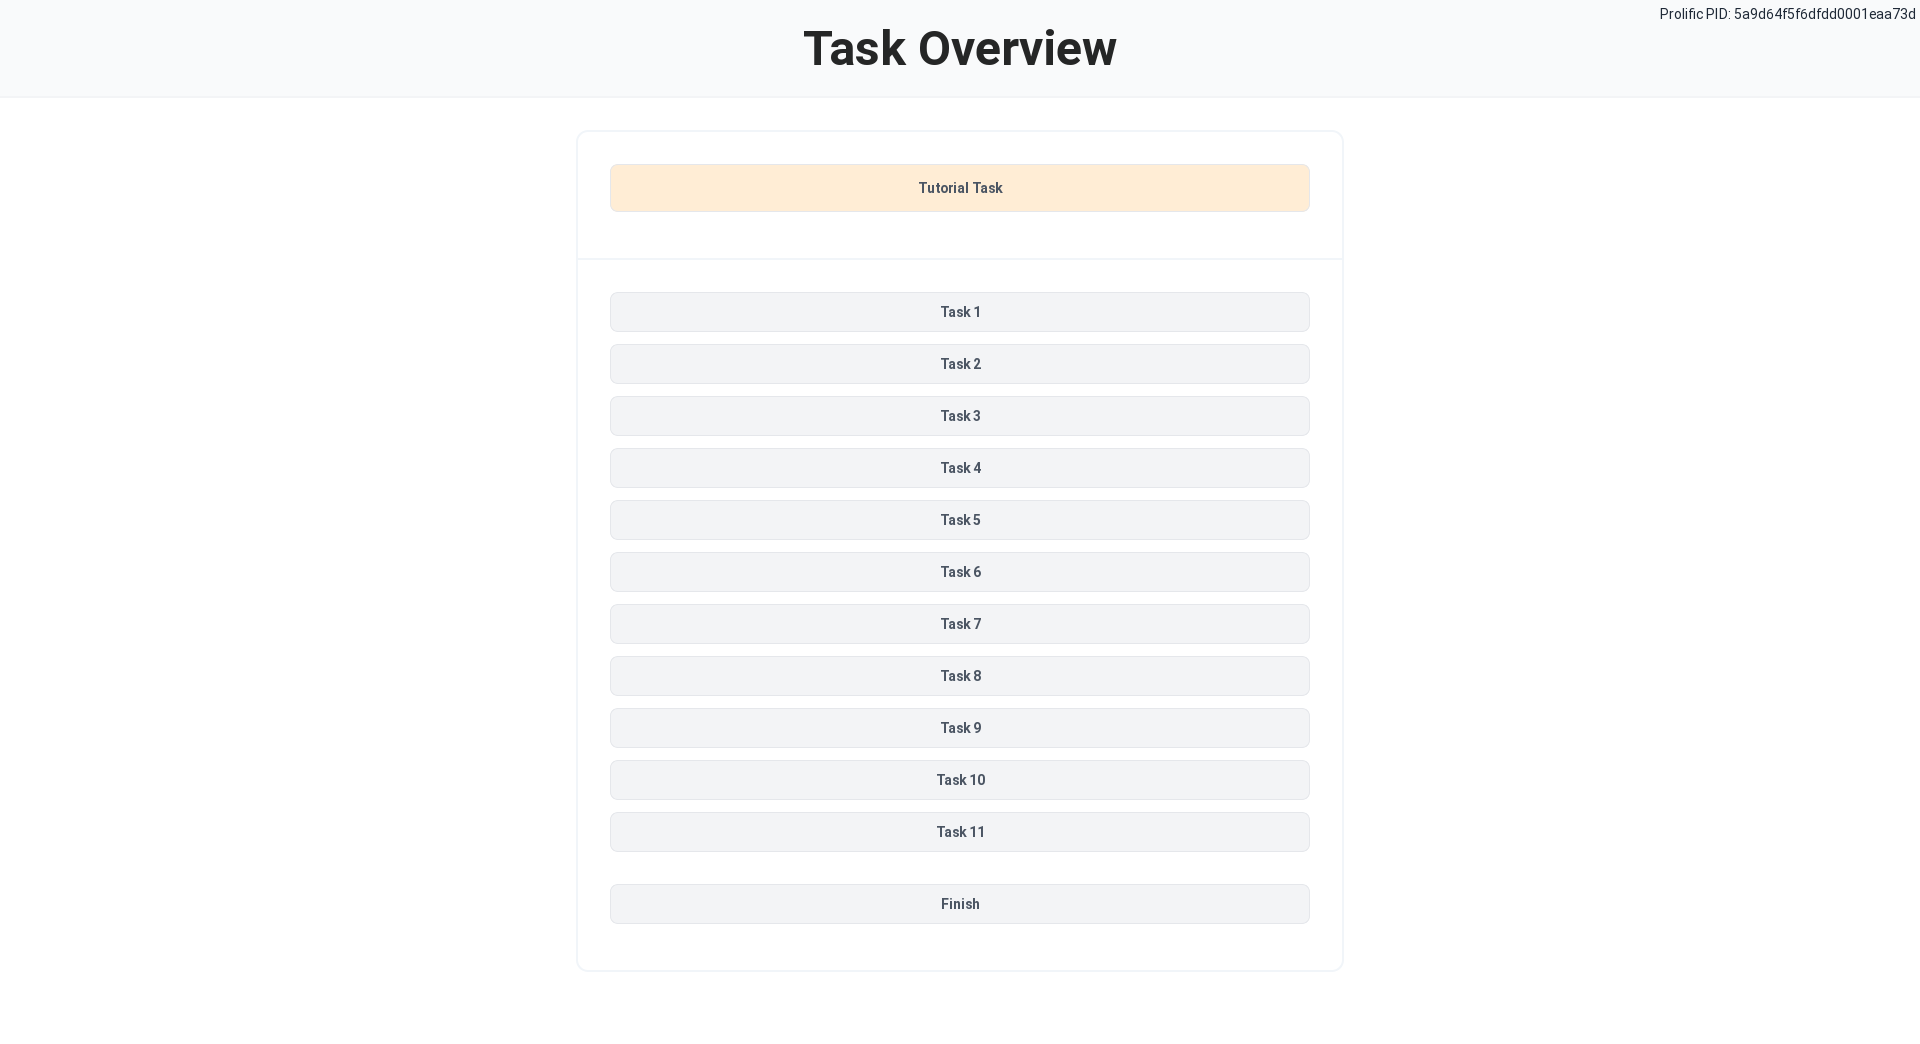 Prolific PID: 5a9d64f5f6dfdd0001eaa73d
Task Overview
Tutorial Task
Task 1
Task 2
Task 3
Task 4
Task 5
Task 6
Task 7
Task 8
Task 9
Task 10
Task 11
Finish